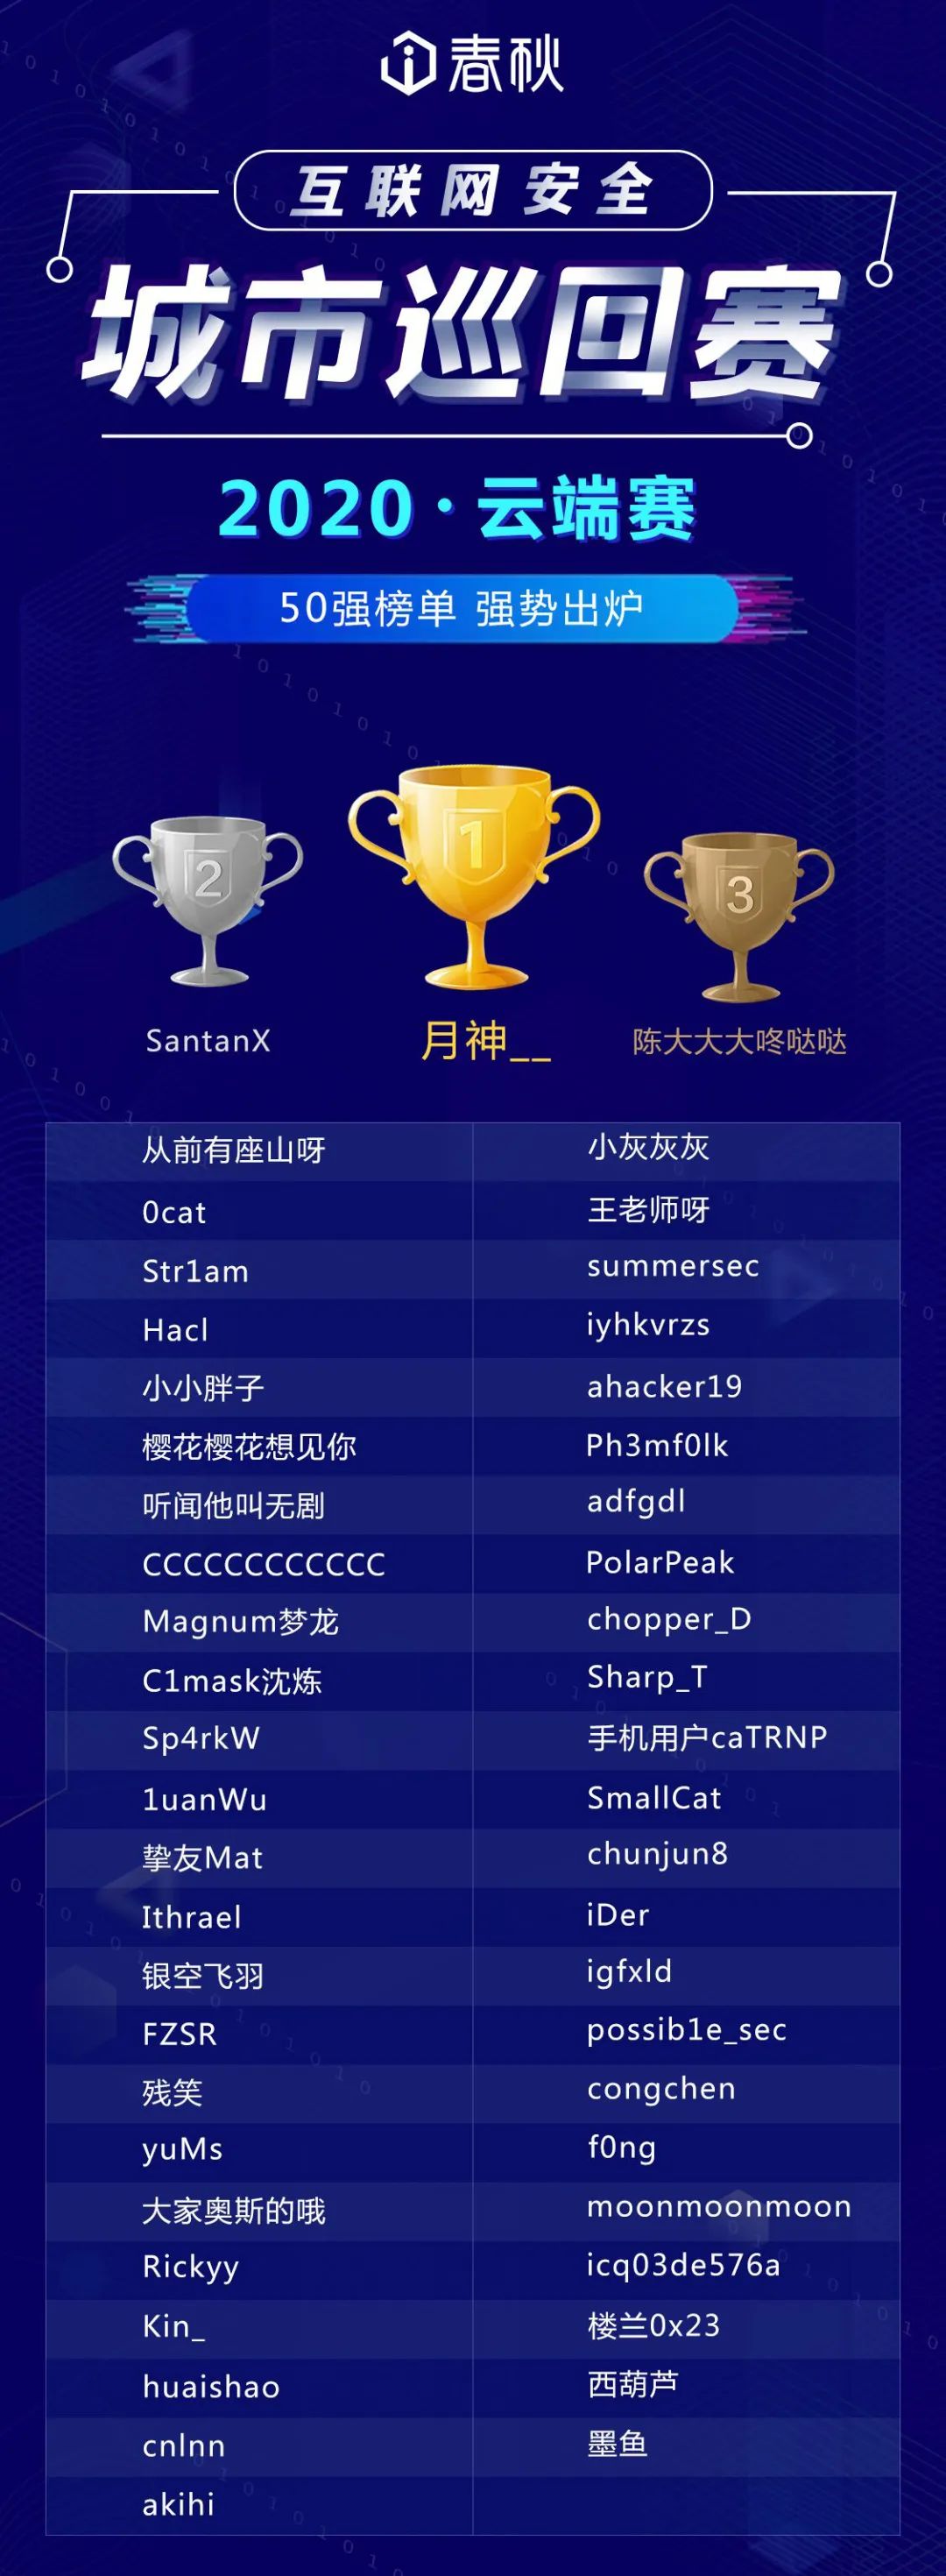 i春秋
互联网安全
城市巡回赛
2020·云端赛
50强榜单 强势出炉
2
1
3
SantanX
月神__
陈大大大咚哒哒
从前有座山呀
小灰灰灰
0cat
王老师呀
Str1am
summersec
Hacl
iyhkvrzs
小小胖子
ahacker19
樱花樱花想见你
Ph3mf0lk
听闻他叫无剧
adfgdl
CCCCCCCCCCCC
PolarPeak
Magnum梦龙
chopper_D
C1mask沈炼
Sharp_T
Sp4rkW
手机用户caTRNP
1uanWu
SmallCat
挚友Mat
chunjun8
Ithrael
iDer
银空飞羽
igfxld
FZSR
possib1e_sec
残笑
congchen
yuMs
f0ng
大家奥斯的哦
moonmoonmoon
Rickyy
icq03de576a
Kin_
楼兰0x23
huaishao
西葫芦
cnlnn
墨鱼
akihi